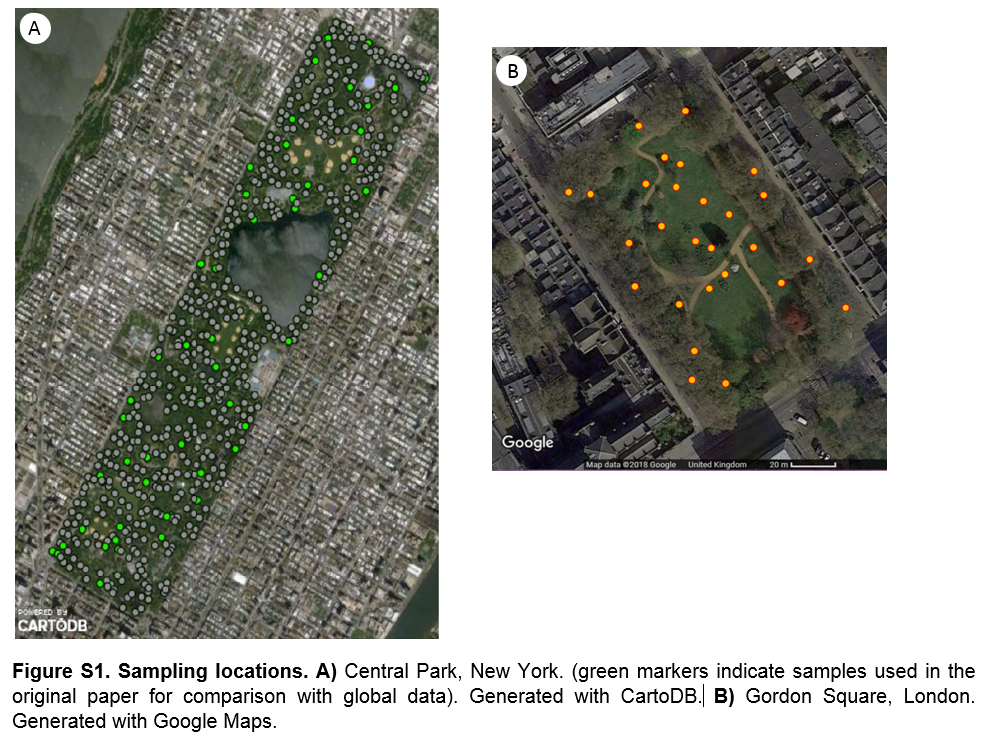 A
B
Google
Map data ©2018 Google United Kingdom 20 m
POWERED BY
CARTODB
Figure S1. Sampling locations. A) Central Park, New York. (green markers indicate samples used in the
original paper for comparison with global data). Generated with CartoDB. B) Gordon Square, London.
Generated with Google Maps.